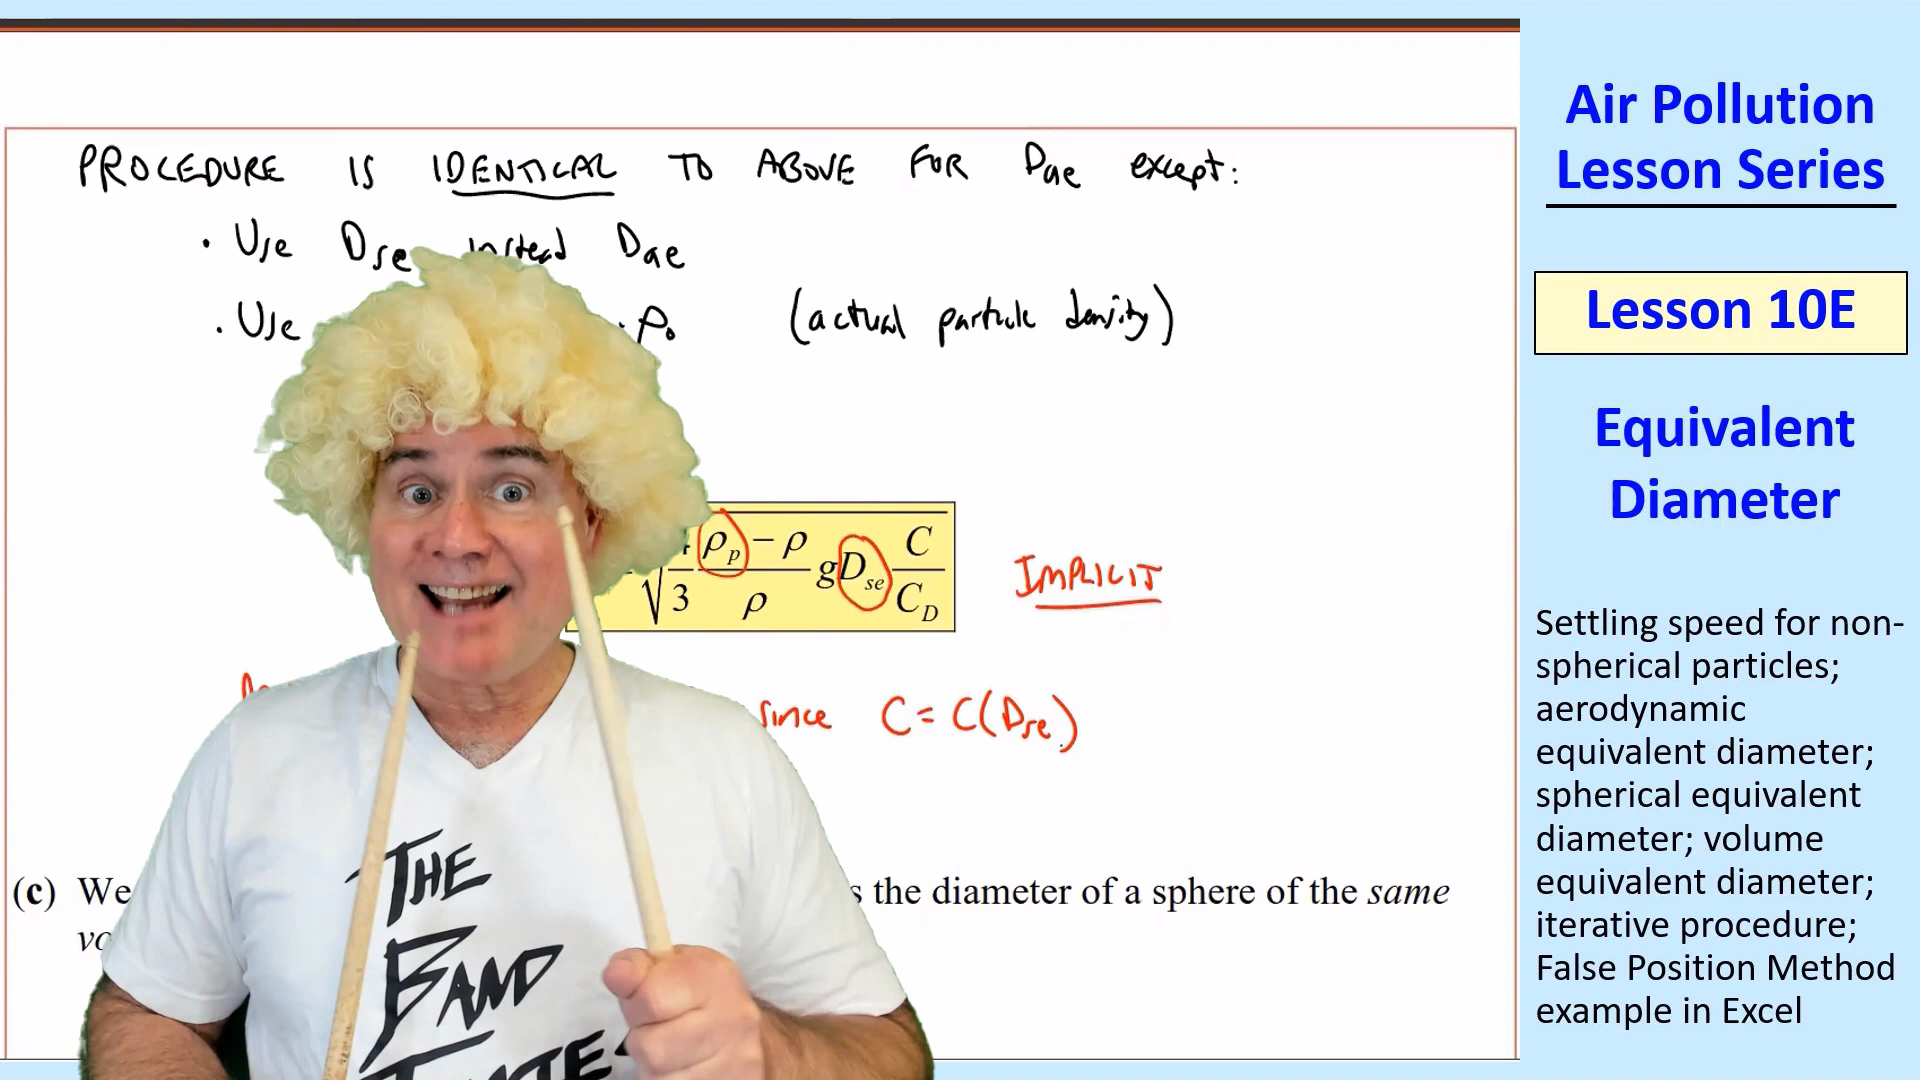 PROCEDURE IS IDENTICAL TO ABOVE FOR Dae except:
• Use Dse instead Dae
• Use ρo (actual particle density)
3 ρp − ρ ρ g Dse C CD
IMPLICIT
since C = C(Dse)
(c) We s the diameter of a sphere of the same
THE
BAND
Air Pollution
Lesson Series
Lesson 10E
Equivalent
Diameter
Settling speed for non-
spherical particles;
aerodynamic
equivalent diameter;
spherical equivalent
diameter; volume
equivalent diameter;
iterative procedure;
False Position Method
example in Excel